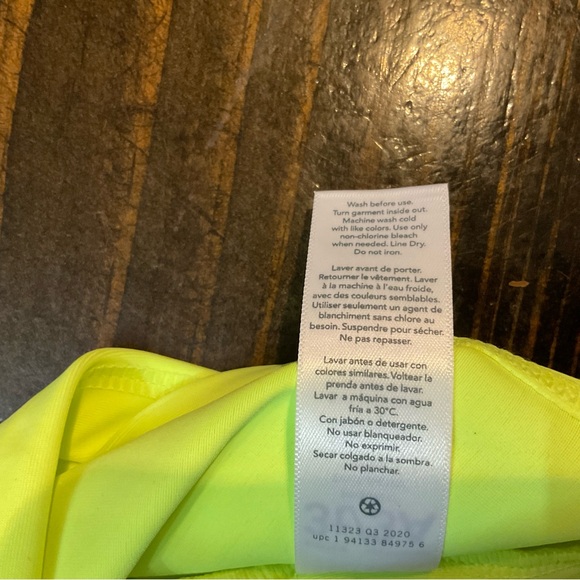 Wash before use.
Turn garment inside out.
Machine wash cold
with like colors. Use only
non-chlorine bleach
when needed. Line Dry.
Do not iron.
Laver avant de porter.
Retourner le vêtement. Laver
à la machine à l'eau froide,
avec des couleurs semblables.
Utiliser seulement un agent de
blanchiment sans chlore au
besoin. Suspendre pour sécher.
Ne pas repasser.
Lavar antes de usar con
colores similares. Voltear la
prenda antes de lavar.
Lavar a máquina con agua
fría a 30°C.
Con jabón o detergente.
No usar blanqueador.
No exprimir.
Secar colgado a la sombra.
No planchar.
11323 Q3 2020
upc 1 94133 84975 6